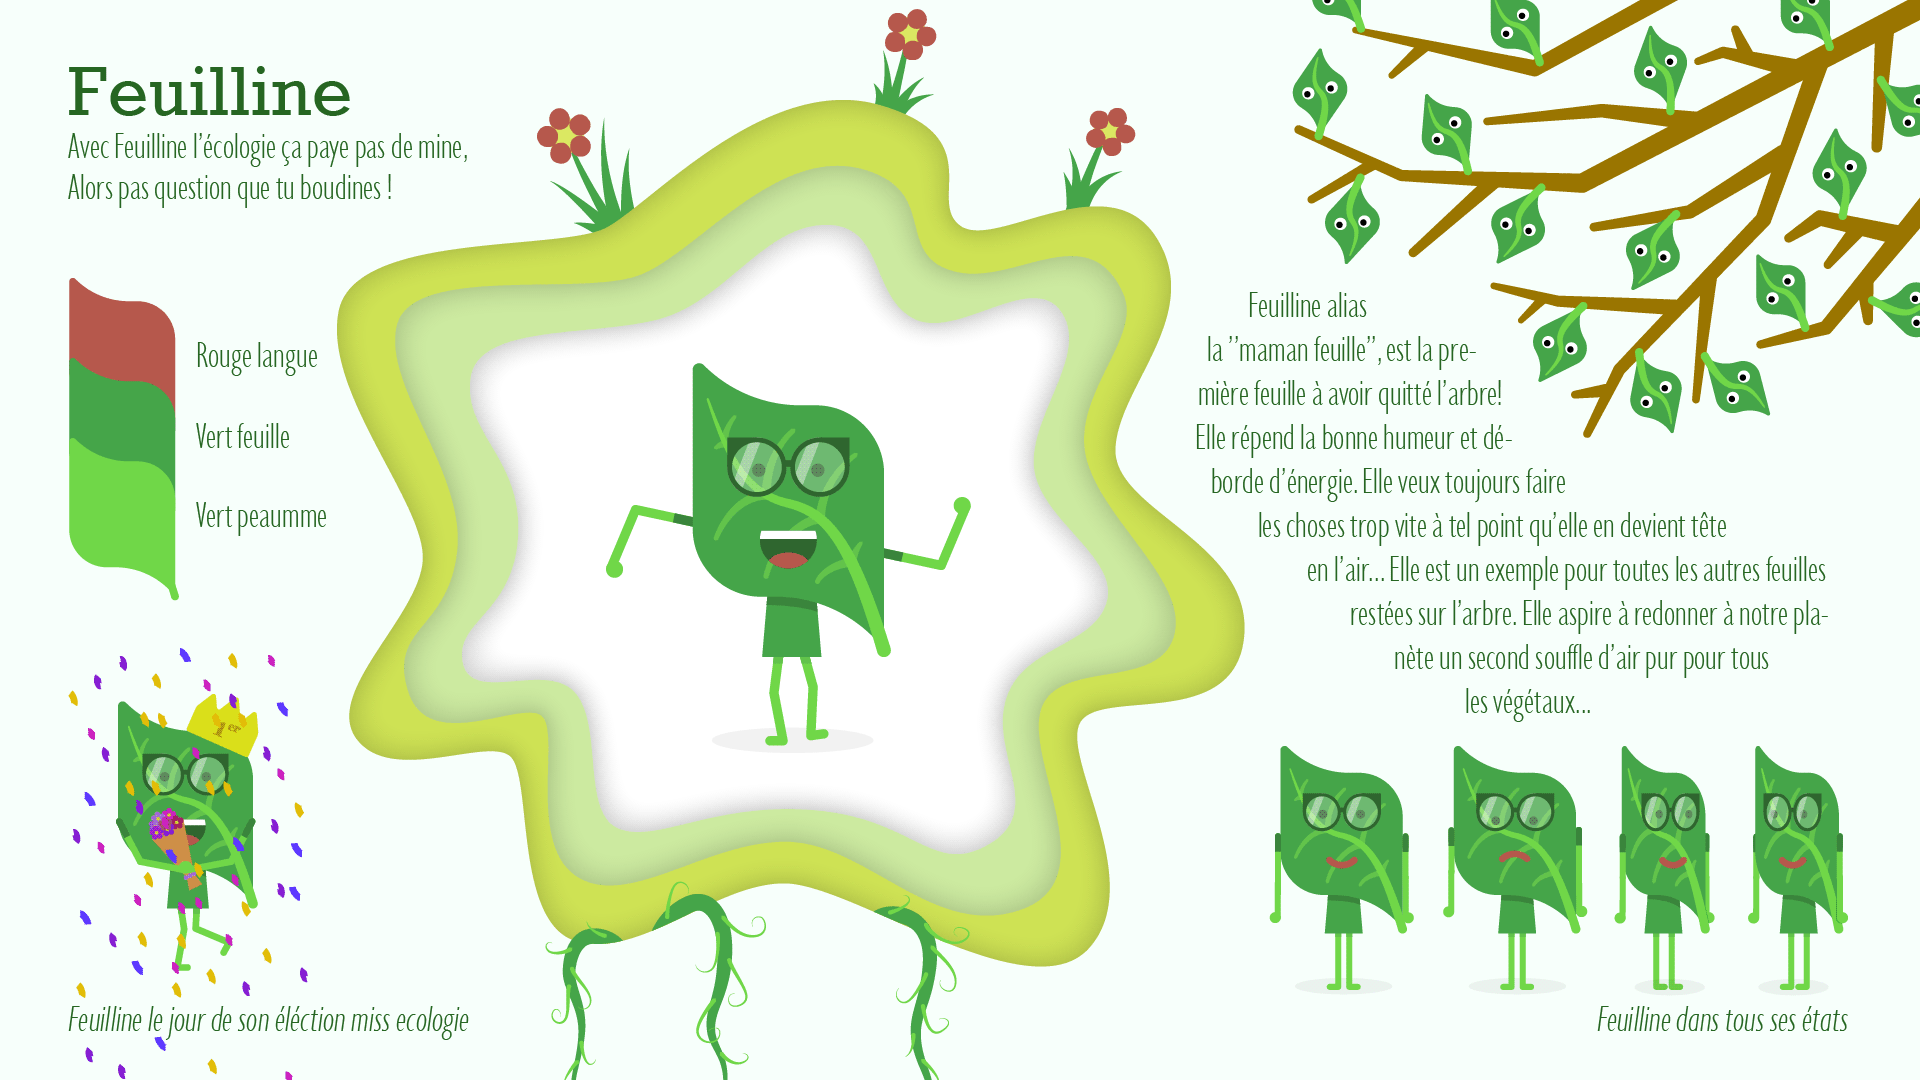 Feuilline
Avec Feuilline l'écologie ça paye pas de mine,
Alors pas question que tu boudines !
Rouge langue
Vert feuille
Vert peaumme
Feuilline alias
la ’’maman feuille’’, est la pre-
mière feuille à avoir quitté l'arbre!
Elle répend la bonne humeur et dé-
borde d'énergie. Elle veux toujours faire
les choses trop vite à tel point qu'elle en devient tête
en l'air... Elle est un exemple pour toutes les autres feuilles
restées sur l'arbre. Elle aspire à redonner à notre pla-
nète un second souffle d'air pur pour tous
les végétaux...
1er
Feuilline le jour de son éléction miss ecologie
Feuilline dans tous ses états